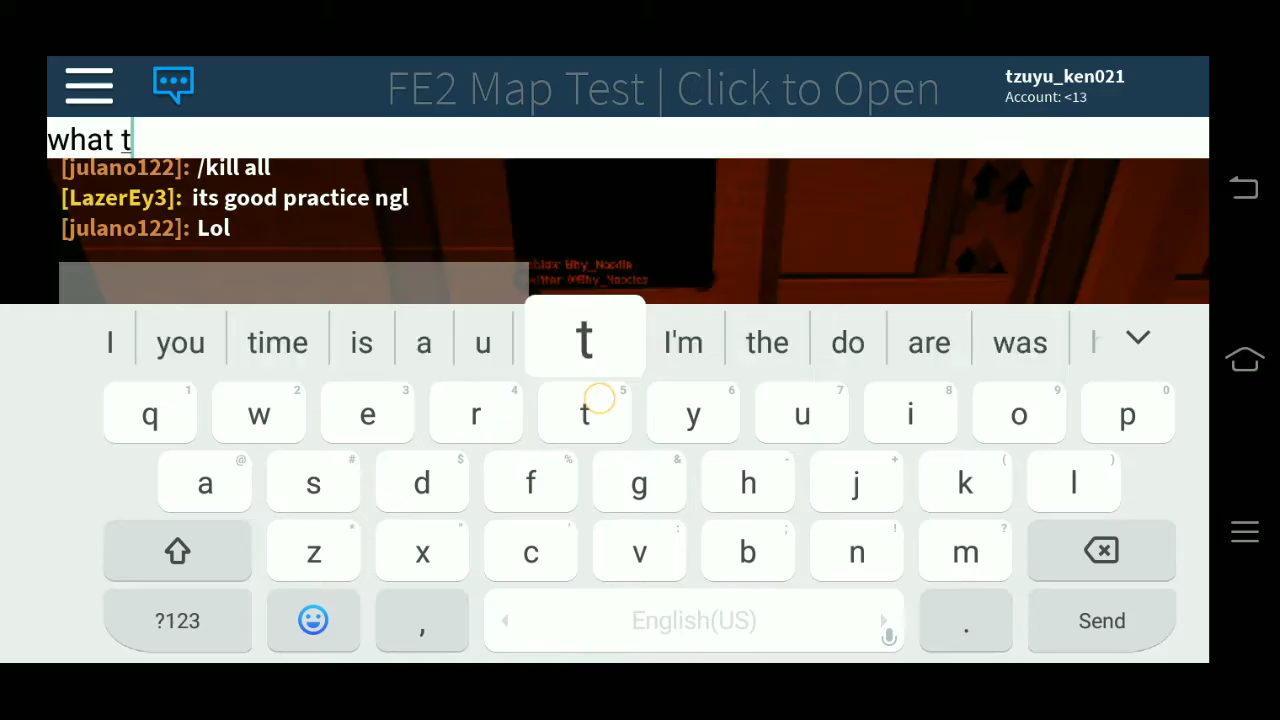 FE2 Map Test | Click to Open
tzuyu_ken021
Account: <13
what t
[julano122]: /kill all
[LazerEy3]: its good practice ngl
[julano122]: Lol
I you time is a u t I'm the do are was
1 2 3 4 5 6 7 8 9 0
q w e r t y u i o p
@ # $ % & - + ( )
a s d f g h j k l
* " ' : ; ! ?
z x c v b n m
?123 , English(US) . Send